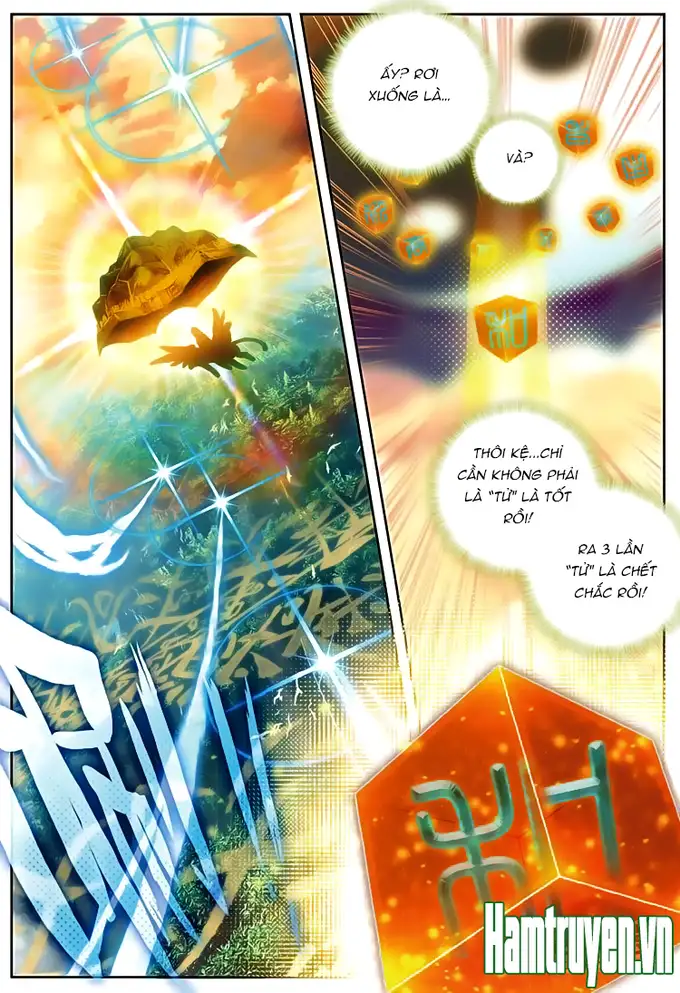 ẤY? RƠI
XUỐNG LÀ...
VÀ?
THÔI KỆ...CHỈ
CẦN KHÔNG PHẢI
LÀ "TỬ" LÀ TỐT
RỒI!
RA 3 LẦN
"TỬ" LÀ CHẾT
CHẮC RỒI!
Hamtruyen.vn